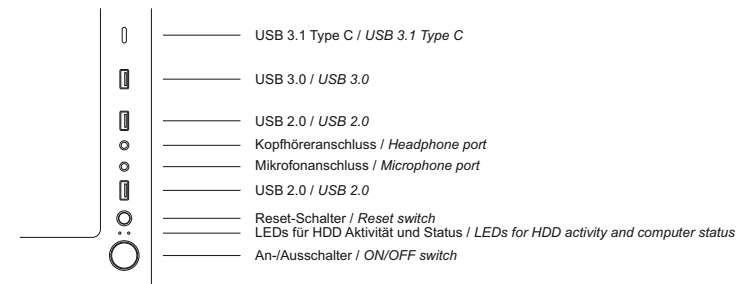 USB 3.1 Type C / USB 3.1 Type C
USB 3.0 / USB 3.0
USB 2.0 / USB 2.0
Kopfhöreranschluss / Headphone port
Mikrofonanschluss / Microphone port
USB 2.0 / USB 2.0
Reset-Schalter / Reset switch
LEDs für HDD Aktivität und Status / LEDs for HDD activity and computer status
An-/Ausschalter / ON/OFF switch